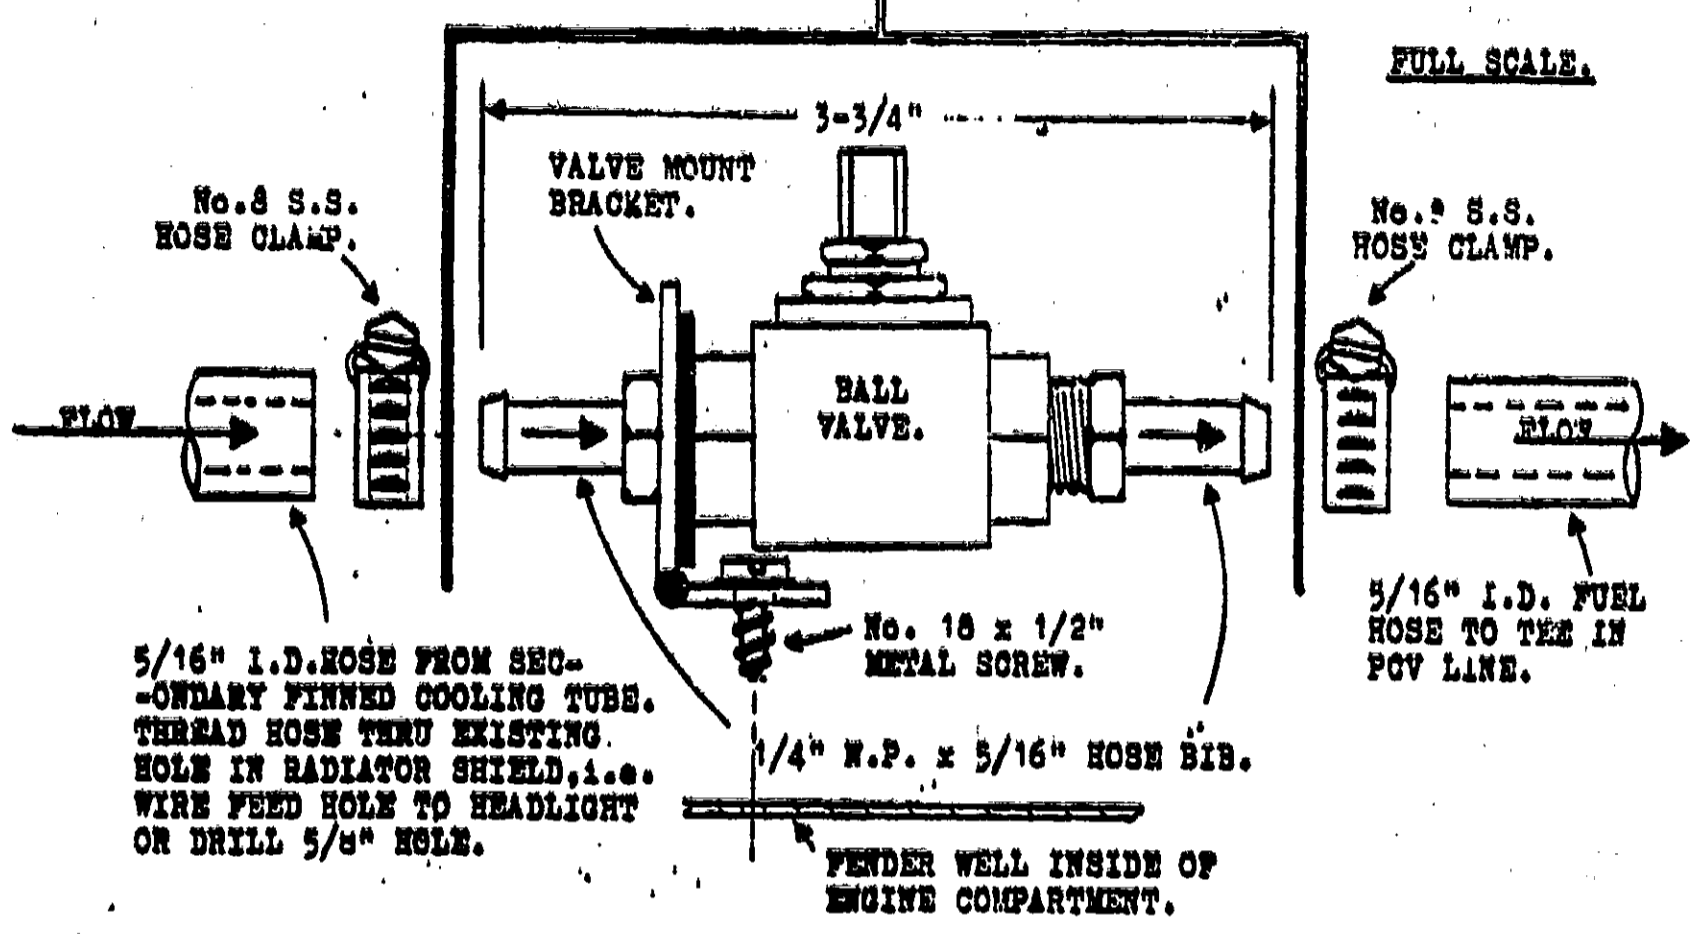 FULL SCALE.
3-3/4"
VALVE MOUNT
BRACKET.
No.8 S.S.
HOSE CLAMP.
No. S.S.
HOSE CLAMP.
BALL
VALVE.
FLOW
FLOW
5/16" I.D. FUEL
HOSE TO TEE IN
PCV LINE.
No. 18 x 1/2"
METAL SCREW.
5/16" I.D.HOSE FROM SEC-
-ONDARY FINNED COOLING TUBE.
THREAD HOSE THRU EXISTING
HOLE IN RADIATOR SHIELD,i.e.
WIRE FEED HOLE TO HEADLIGHT
OR DRILL 5/8" HOLE.
1/4" N.P. x 5/16" HOSE BIB.
FENDER WELL INSIDE OF
ENGINE COMPARTMENT.